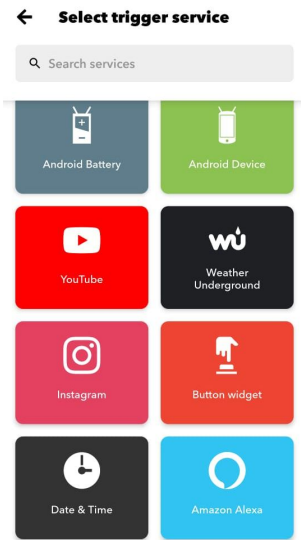 Select trigger service
Search services
Android Battery
Android Device
YouTube
wu
Weather
Underground
Instagram
Button widget
Date & Time
Amazon Alexa